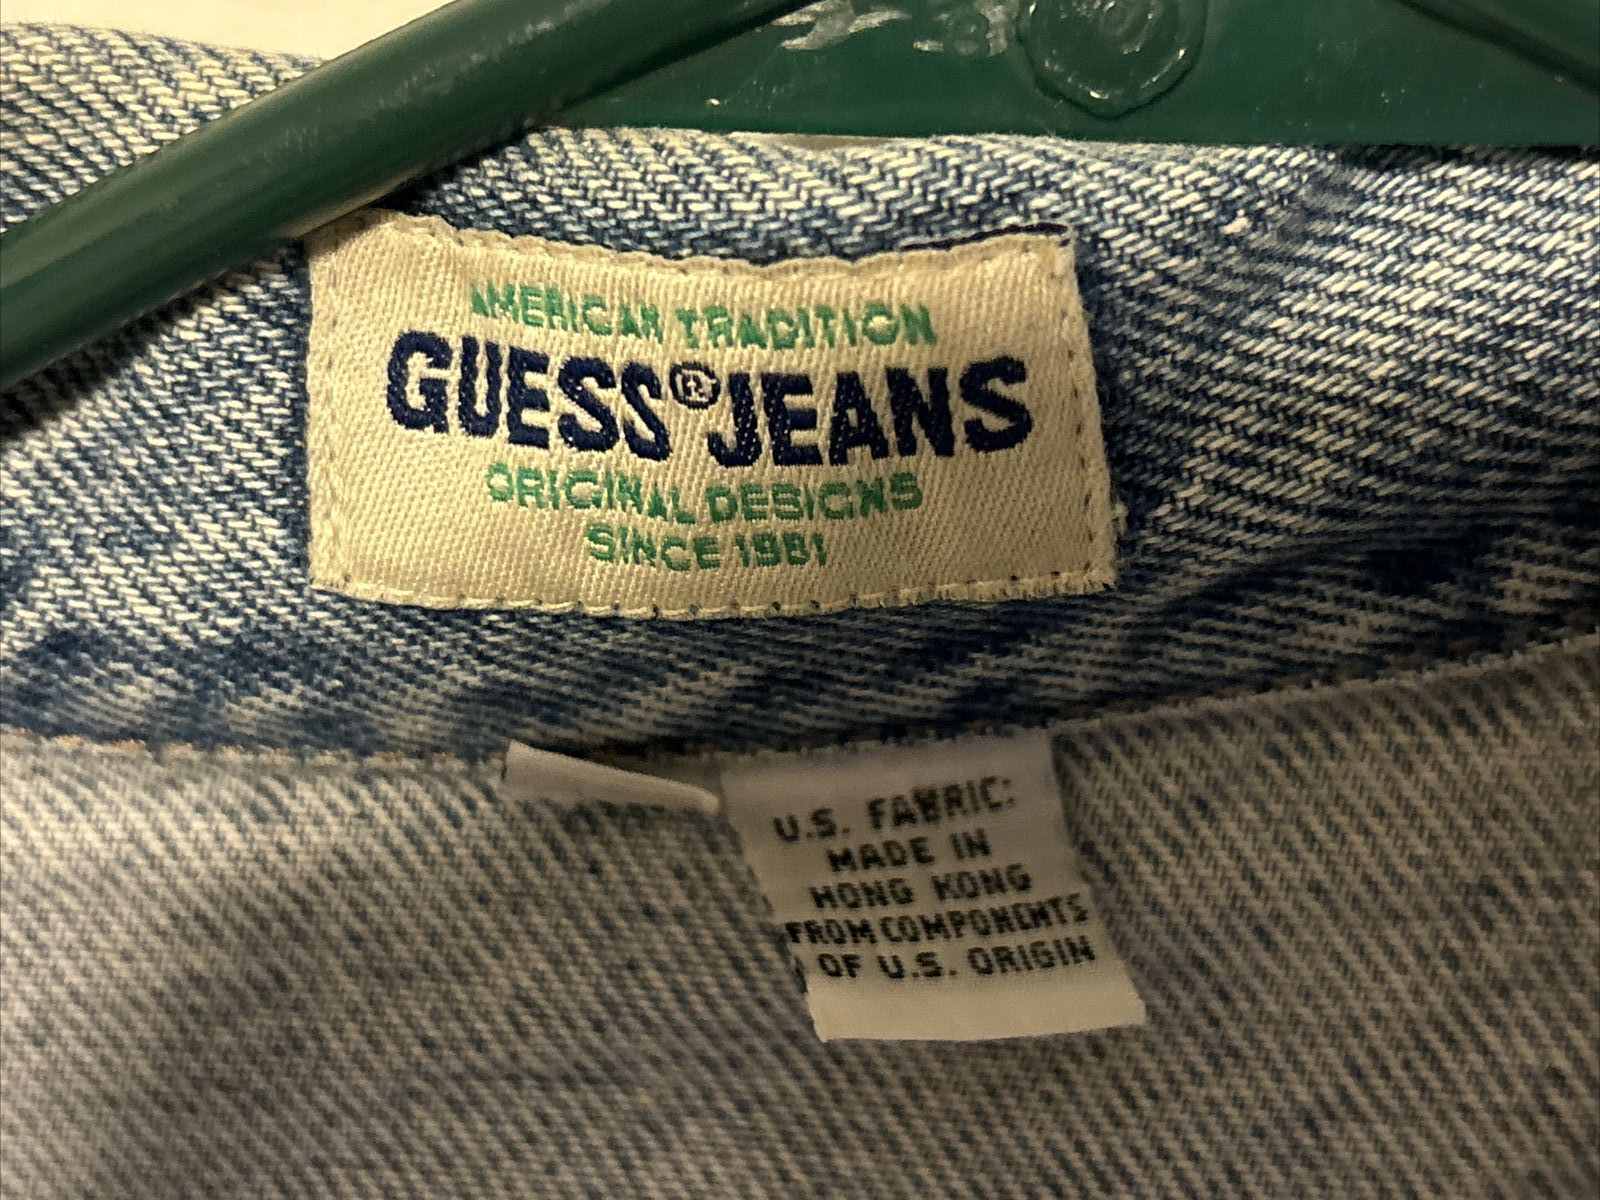 AMERICAN TRADITION
GUESS® JEANS
ORIGINAL DESIGNS
SINCE 1981
U.S. FABRIC:
MADE IN
HONG KONG
FROM COMPONENTS
OF U.S. ORIGIN